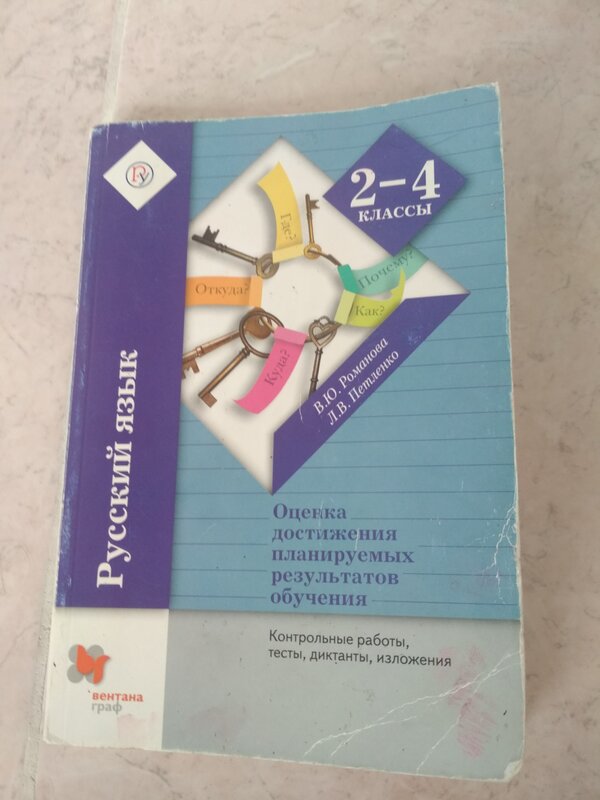 РУ
2–4
КЛАССЫ
Где?
Почему?
Откуда?
Как?
Куда?
В.Ю. Романова
Л.В. Петленко
Русский язык
Оценка
достижения
планируемых
результатов
обучения
Контрольные работы,
тесты, диктанты, изложения
вентана
граф